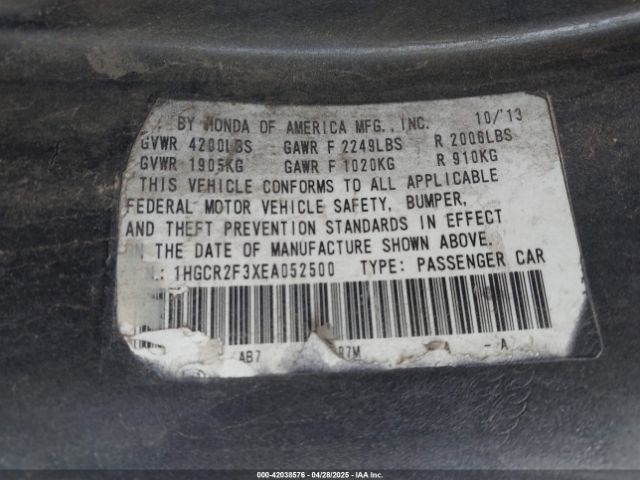 BY HONDA OF AMERICA MFG., INC. 10/'13
GVWR 4200LBS GAWR F 2249LBS R 2006LBS
GVWR 1905KG GAWR F 1020KG R 910KG
THIS VEHICLE CONFORMS TO ALL APPLICABLE
FEDERAL MOTOR VEHICLE SAFETY, BUMPER,
AND THEFT PREVENTION STANDARDS IN EFFECT
ON THE DATE OF MANUFACTURE SHOWN ABOVE.
1HGCR2F3XEA052500 TYPE: PASSENGER CAR
AB7 A - A
000-42038576 | 04/28/2025 | IAA Inc.